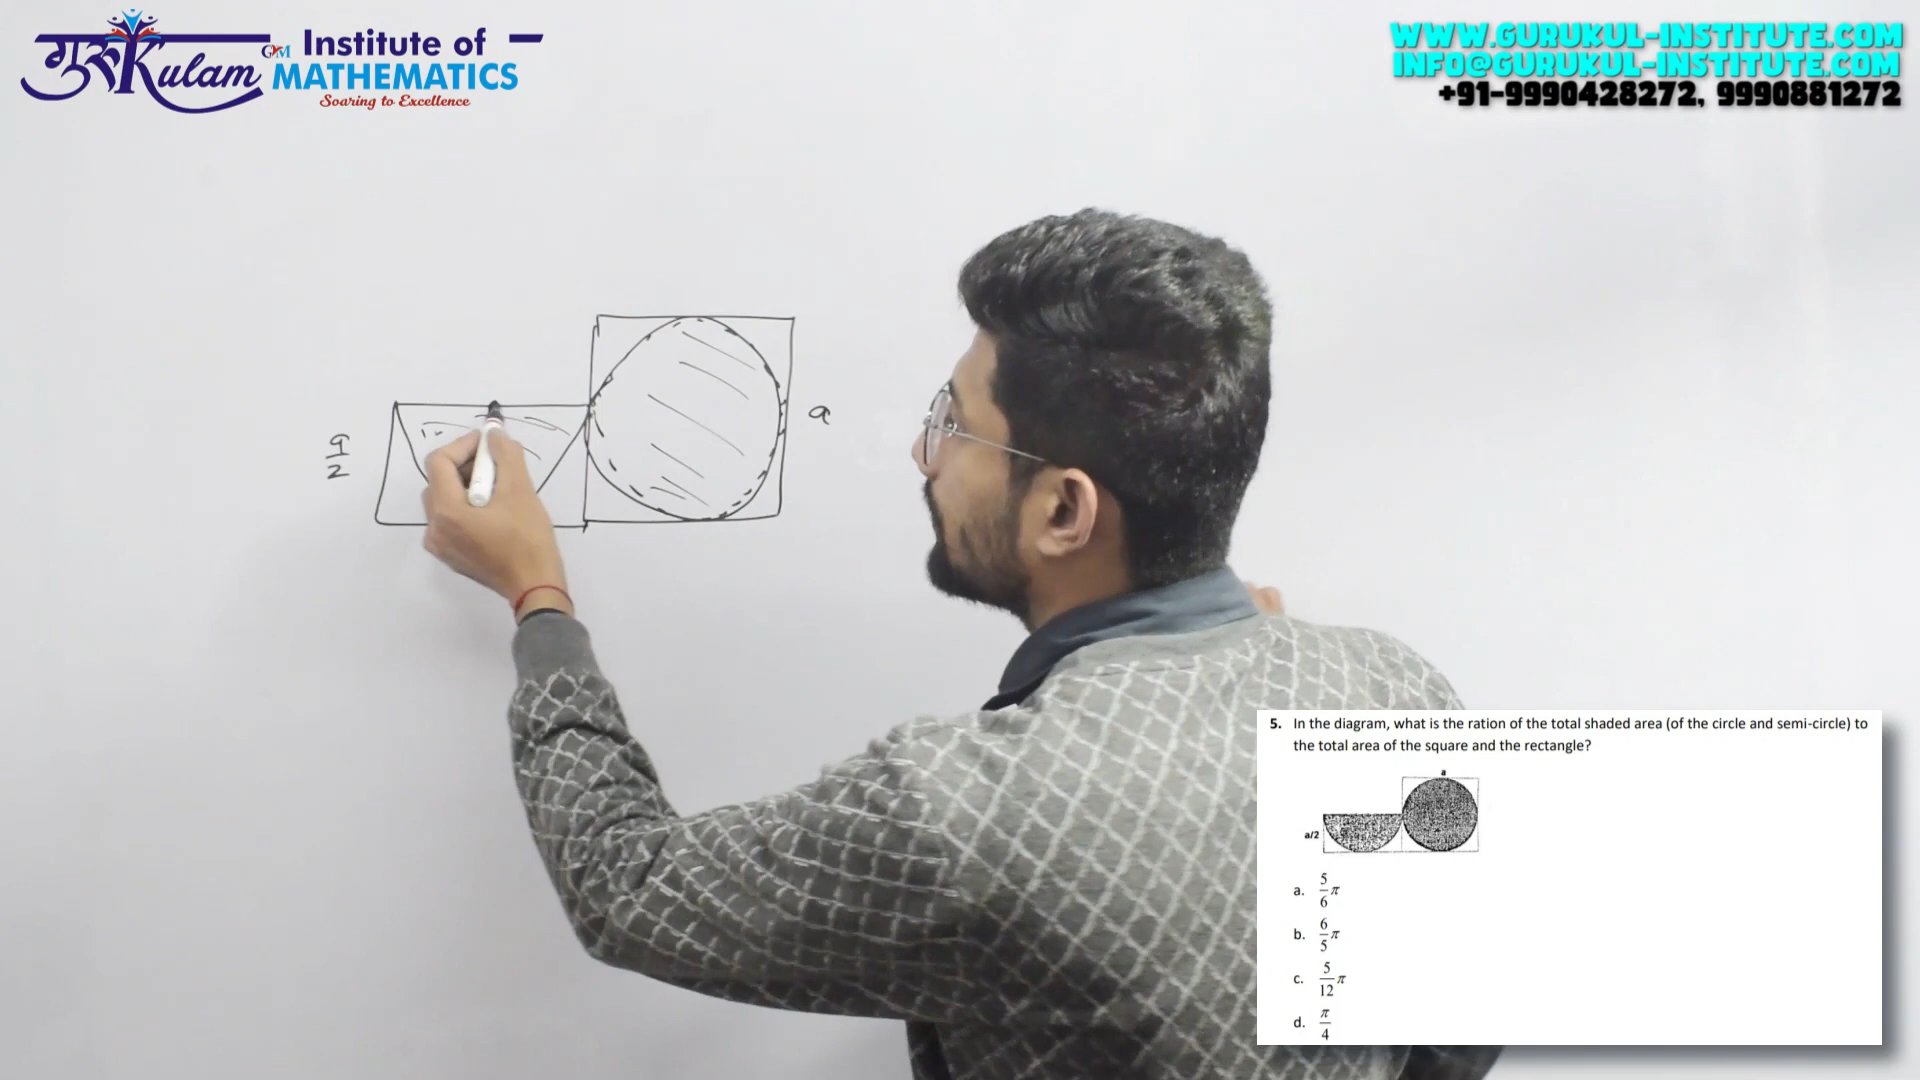 गुरुKulam GKM Institute of
MATHEMATICS
Soaring to Excellence
WWW.GURUKUL-INSTITUTE.COM
INFO@GURUKUL-INSTITUTE.COM
+91-9990428272, 9990881272
a
2
a
5. In the diagram, what is the ration of the total shaded area (of the circle and semi-circle) to
the total area of the square and the rectangle?
a
a/2
a. 5/6 π
b. 6/5 π
c. 5/12 π
d. π/4